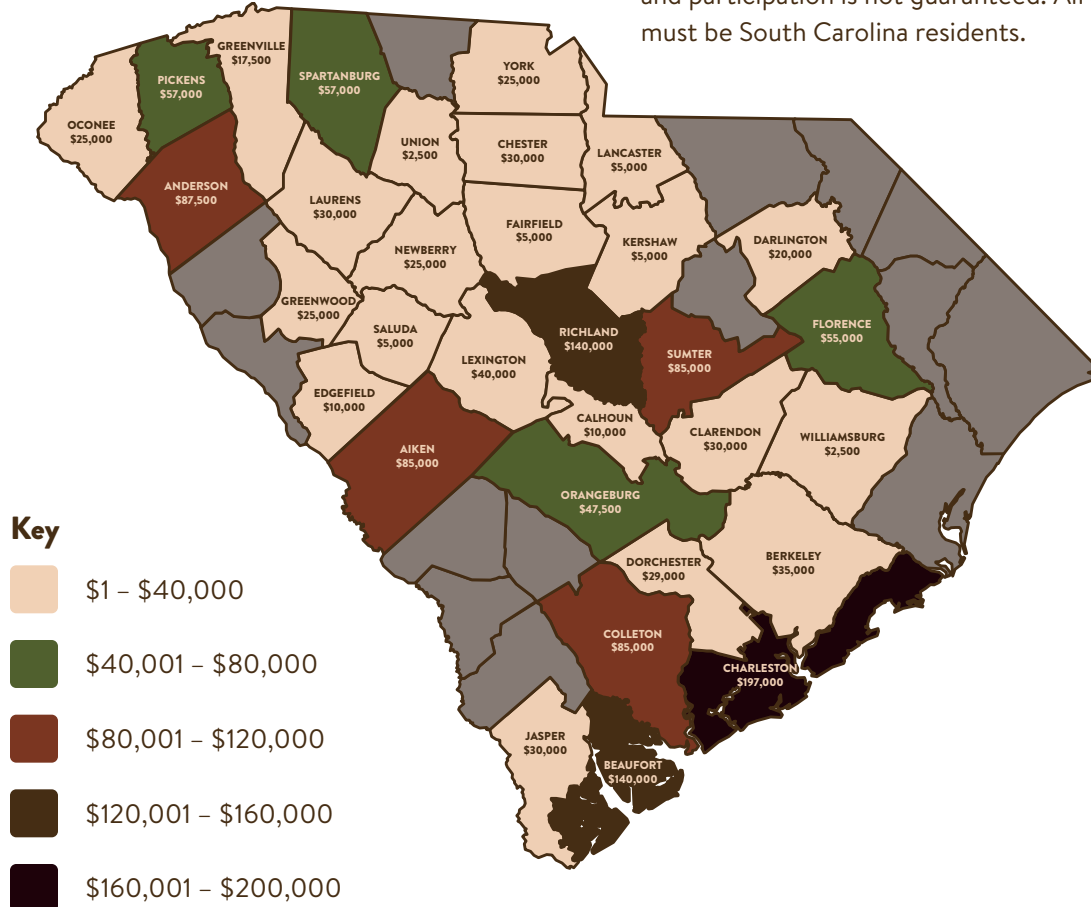 and participation is not guaranteed. All
must be South Carolina residents.
GREENVILLE
$17,500
PICKENS
$57,000
SPARTANBURG
$57,000
YORK
$25,000
OCONEE
$25,000
UNION
$2,500
CHESTER
$30,000
LANCASTER
$5,000
ANDERSON
$87,500
LAURENS
$30,000
FAIRFIELD
$5,000
KERSHAW
$5,000
DARLINGTON
$20,000
NEWBERRY
$25,000
GREENWOOD
$25,000
SALUDA
$5,000
RICHLAND
$140,000
FLORENCE
$55,000
LEXINGTON
$40,000
SUMTER
$85,000
EDGEFIELD
$10,000
CALHOUN
$10,000
CLARENDON
$30,000
WILLIAMSBURG
$2,500
AIKEN
$85,000
ORANGEBURG
$47,500
DORCHESTER
$29,000
BERKELEY
$35,000
COLLETON
$85,000
CHARLESTON
$197,000
JASPER
$30,000
BEAUFORT
$140,000
Key
$1 – $40,000
$40,001 – $80,000
$80,001 – $120,000
$120,001 – $160,000
$160,001 – $200,000